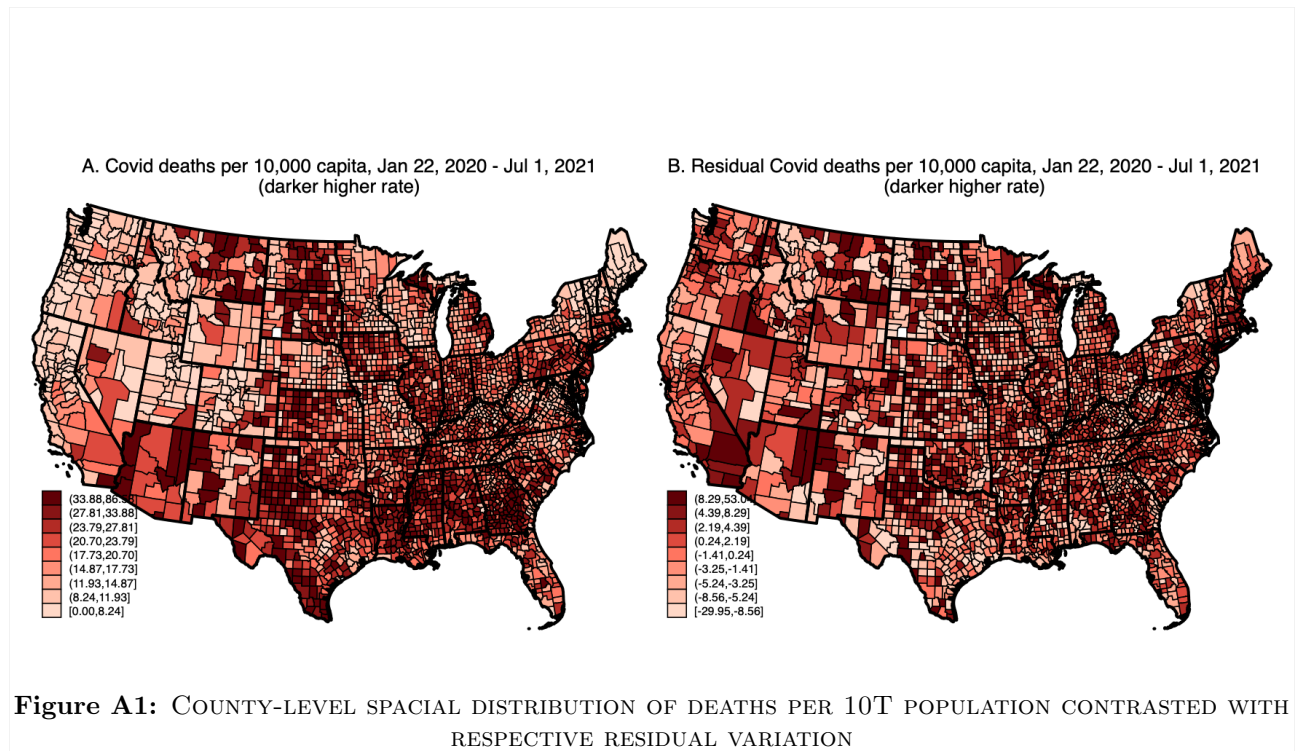 A. Covid deaths per 10,000 capita, Jan 22, 2020 - Jul 1, 2021
(darker higher rate)
(27.81,33.88]
(23.79,27.81]
(20.70,23.79]
(17.73,20.70]
(14.87,17.73]
(11.93,14.87]
(8.24,11.93]
[0.00,8.24]
B. Residual Covid deaths per 10,000 capita, Jan 22, 2020 - Jul 1, 2021
(darker higher rate)
(4.39,8.29]
(2.19,4.39]
(0.24,2.19]
(-1.41,0.24]
(-3.25,-1.41]
(-5.24,-3.25]
(-8.56,-5.24]
[-29.95,-8.56]
Figure A1: County-level spacial distribution of deaths per 10T population contrasted with
respective residual variation